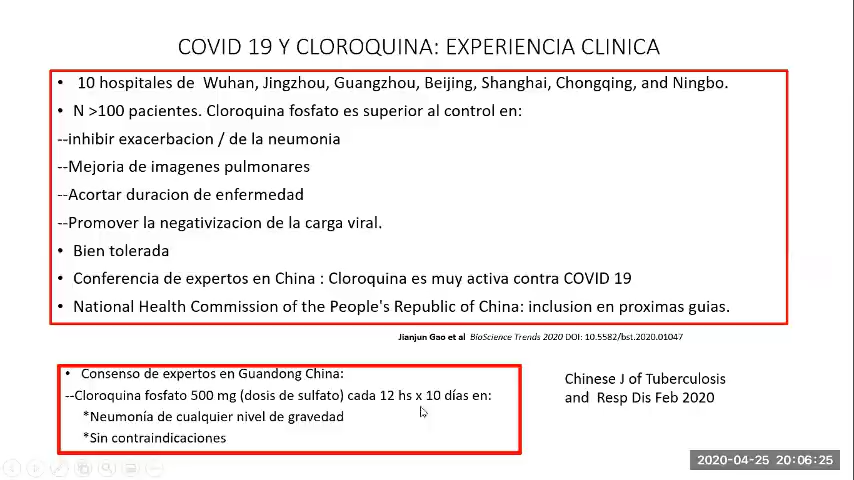 COVID 19 Y CLOROQUINA: EXPERIENCIA CLINICA
• 10 hospitales de Wuhan, Jingzhou, Guangzhou, Beijing, Shanghai, Chongqing, and Ningbo.
• N >100 pacientes. Cloroquina fosfato es superior al control en:
--inhibir exacerbacion / de la neumonia
--Mejoria de imagenes pulmonares
--Acortar duracion de enfermedad
--Promover la negativizacion de la carga viral.
• Bien tolerada
• Conferencia de expertos en China : Cloroquina es muy activa contra COVID 19
• National Health Commission of the People's Republic of China: inclusion en proximas guias.
Jianjun Gao et al BioScience Trends 2020 DOI: 10.5582/bst.2020.01047
• Consenso de expertos en Guandong China:
--Cloroquina fosfato 500 mg (dosis de sulfato) cada 12 hs x 10 días en:
*Neumonía de cualquier nivel de gravedad
*Sin contraindicaciones
Chinese J of Tuberculosis
and Resp Dis Feb 2020
2020-04-25 20:06:25